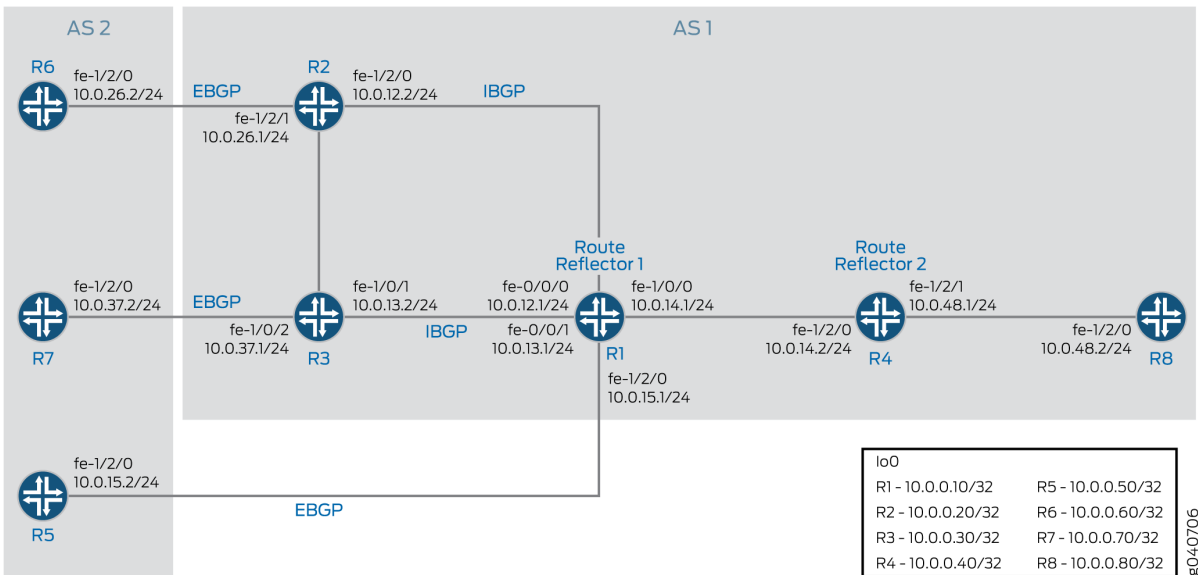 AS 2
AS 1
R6
fe-1/2/0
10.0.26.2/24
EBGP
R2
fe-1/2/0
10.0.12.2/24
IBGP
fe-1/2/1
10.0.26.1/24
Route
Reflector 1
Route
Reflector 2
fe-1/2/0
10.0.37.2/24
EBGP
fe-1/0/1
10.0.13.2/24
fe-0/0/0
10.0.12.1/24
fe-1/0/0
10.0.14.1/24
fe-1/2/1
10.0.48.1/24
R7
fe-1/0/2
10.0.37.1/24
R3
IBGP
fe-0/0/1
10.0.13.1/24
R1
fe-1/2/0
10.0.14.2/24
R4
fe-1/2/0
10.0.48.2/24
R8
fe-1/2/0
10.0.15.1/24
fe-1/2/0
10.0.15.2/24
R5
EBGP
lo0
R1 - 10.0.0.10/32 R5 - 10.0.0.50/32
R2 - 10.0.0.20/32 R6 - 10.0.0.60/32
R3 - 10.0.0.30/32 R7 - 10.0.0.70/32
R4 - 10.0.0.40/32 R8 - 10.0.0.80/32
g040706